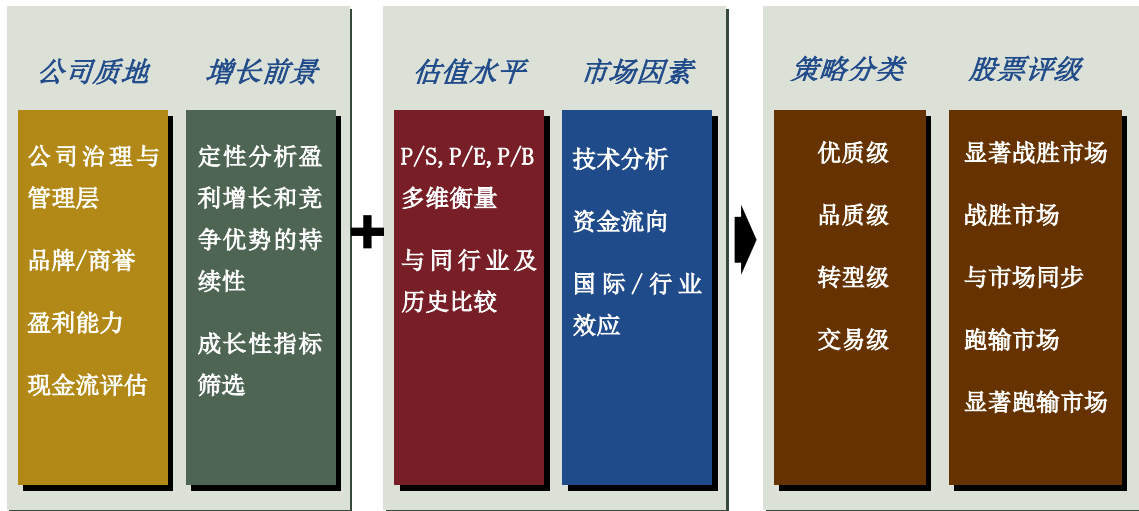 公司质地
公司治理与
管理层
品牌/商誉
盈利能力
现金流评估
增长前景
定性分析盈
利增长和竞
争优势的持
续性
成长性指标
筛选
估值水平
P/S,P/E,P/B
多维衡量
与同行业及
历史比较
市场因素
技术分析
资金流向
国际/行业
效应
策略分类
优质级
品质级
转型级
交易级
股票评级
显著战胜市场
战胜市场
与市场同步
跑输市场
显著跑输市场